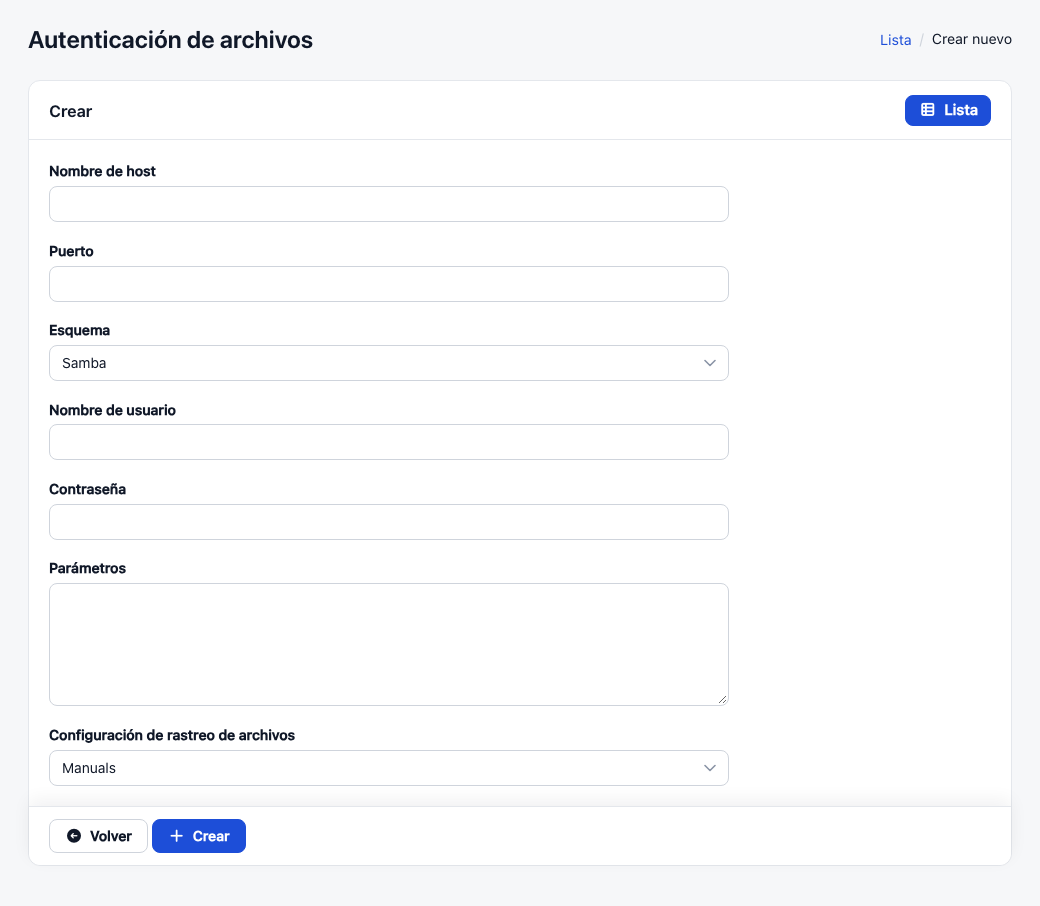 Autenticación de archivos
Lista / Crear nuevo
Crear
Lista
Nombre de host
Puerto
Esquema
Samba
Nombre de usuario
Contraseña
Parámetros
Configuración de rastreo de archivos
Manuals
Volver
Crear